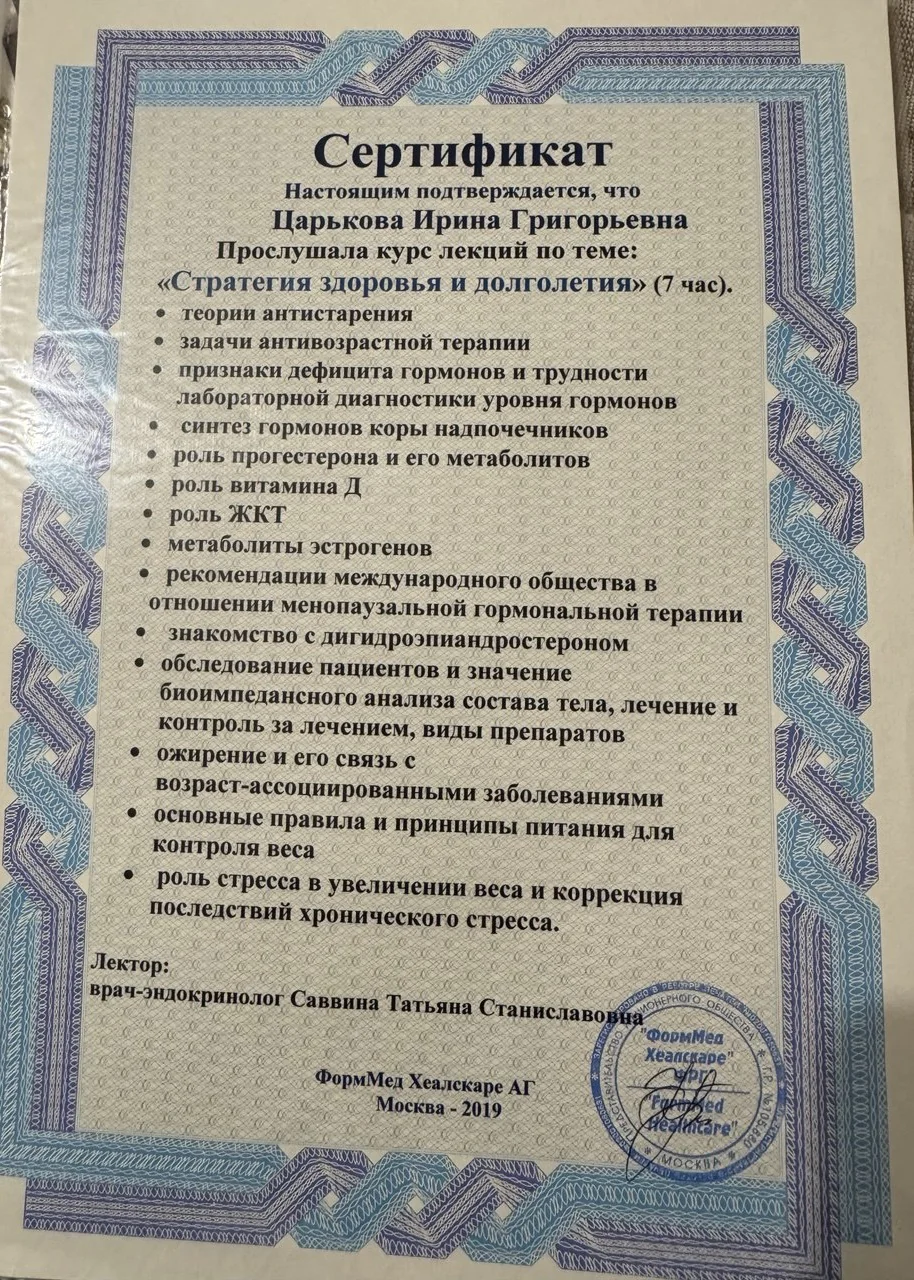 Сертификат
Настоящим подтверждается, что
Царькова Ирина Григорьевна
Прослушала курс лекций по теме:
«Стратегия здоровья и долголетия» (7 час).
• теории антистарения
• задачи антивозрастной терапии
• признаки дефицита гормонов и трудности
лабораторной диагностики уровня гормонов
• синтез гормонов коры надпочечников
• роль прогестерона и его метаболитов
• роль витамина Д
• роль ЖКТ
• метаболиты эстрогенов
• рекомендации международного общества в
отношении менопаузальной гормональной терапии
• знакомство с дигидроэпиандростероном
• обследование пациентов и значение
биоимпедансного анализа состава тела, лечение и
контроль за лечением, виды препаратов
• ожирение и его связь с
возраст-ассоциированными заболеваниями
• основные правила и принципы питания для
контроля веса
• роль стресса в увеличении веса и коррекция
последствий хронического стресса.
Лектор:
врач-эндокринолог Саввина Татьяна Станиславовна
ФормМед Хеалскаре АГ
Москва - 2019
"ФормМед
Хеалскаре"
"FormMed
Healthcare"
МОСКВА